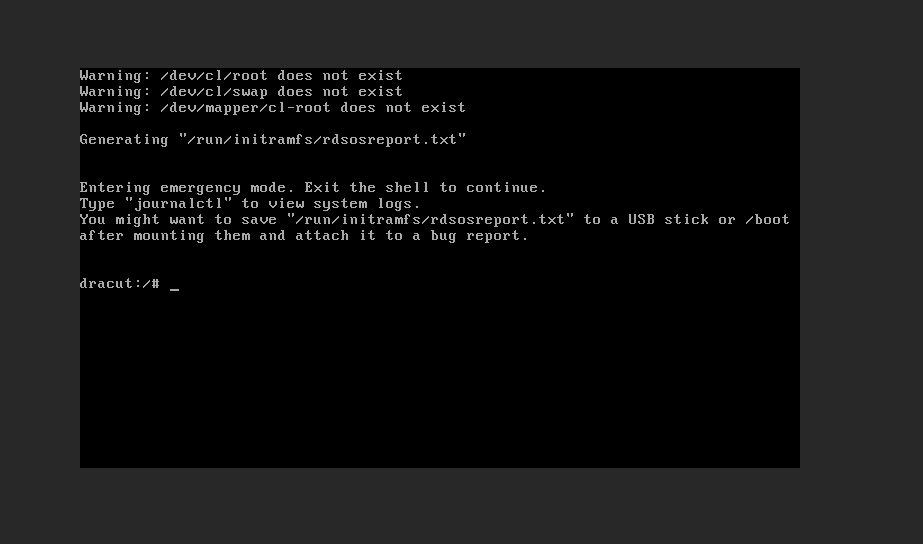 Warning: /dev/cl/root does not exist
Warning: /dev/cl/swap does not exist
Warning: /dev/mapper/cl-root does not exist
Generating "/run/initramfs/rdsosreport.txt"
Entering emergency mode. Exit the shell to continue.
Type "journalctl" to view system logs.
You might want to save "/run/initramfs/rdsosreport.txt" to a USB stick or /boot
after mounting them and attach it to a bug report.
dracut:/# _